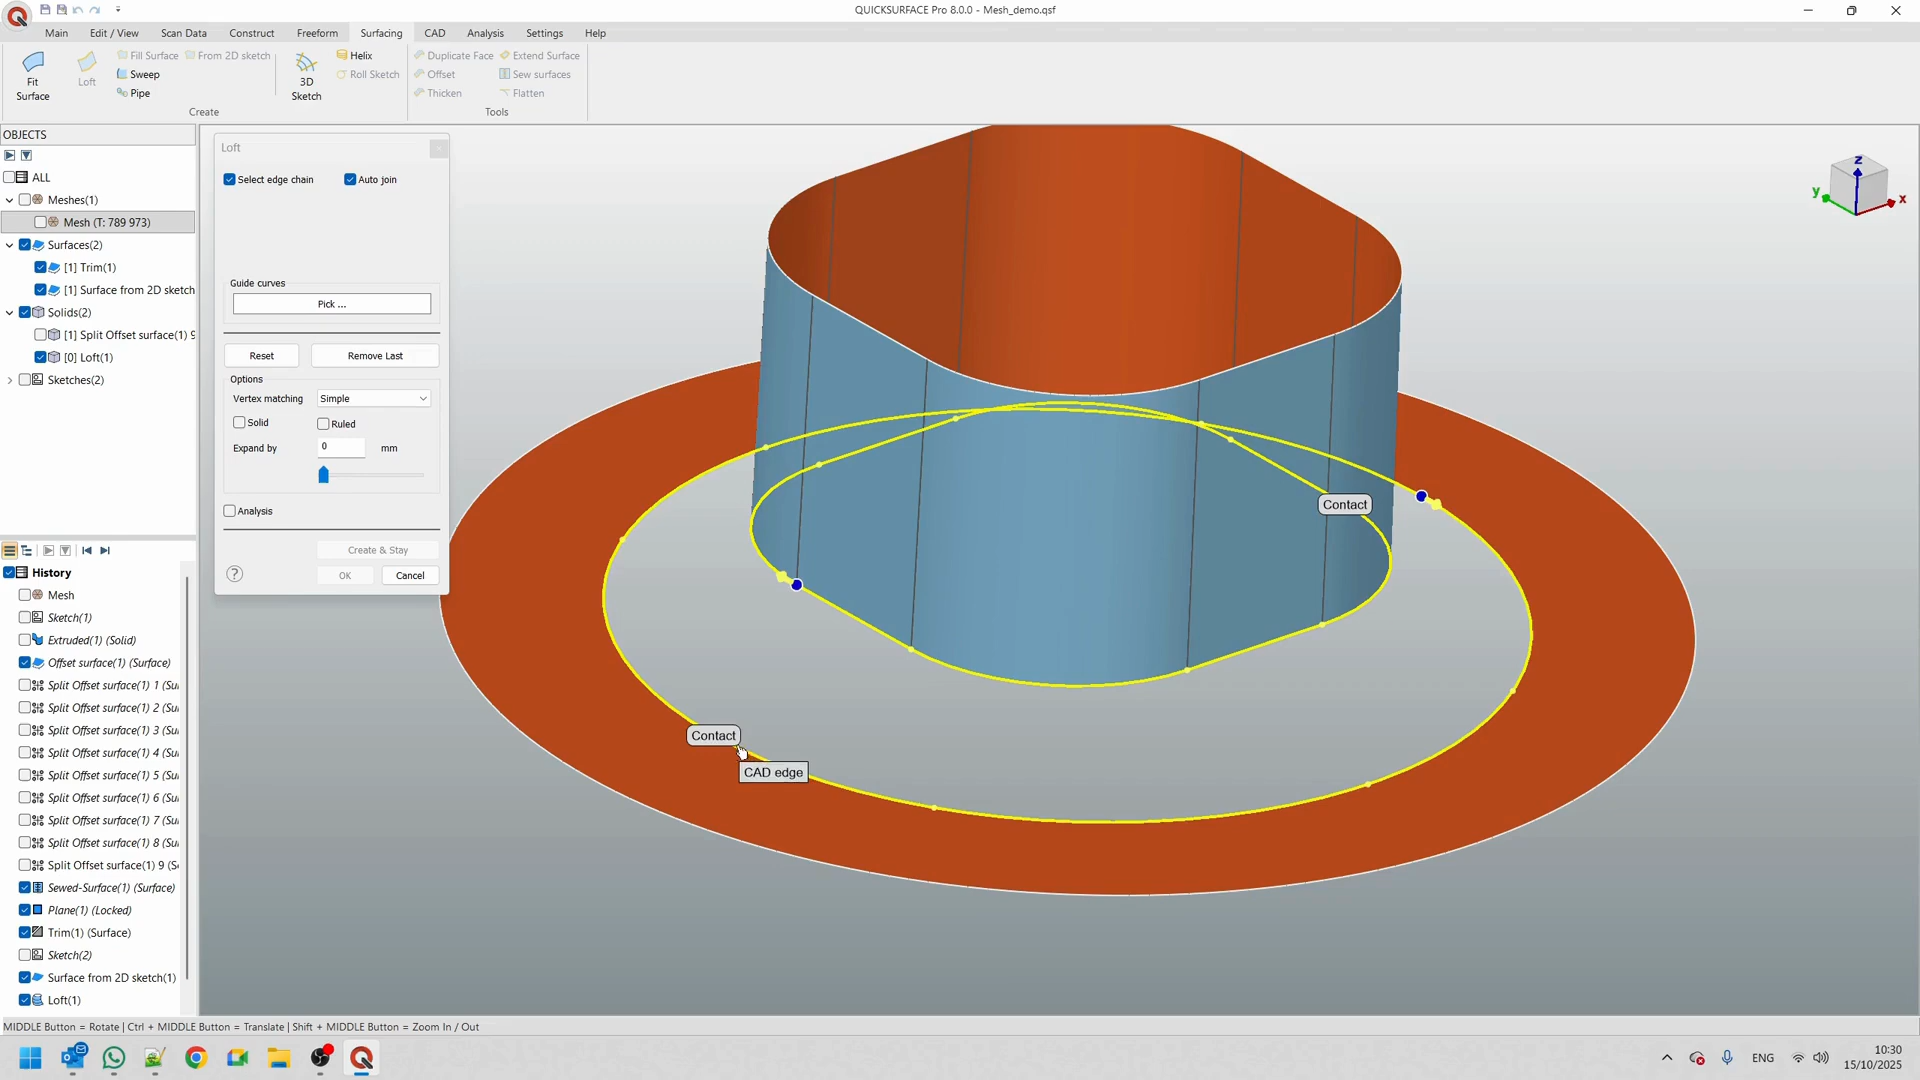 QUICKSURFACE Pro 8.0.0 - Mesh_demo.qsf
Main Edit / View Scan Data Construct Freeform Surfacing CAD Analysis Settings Help
Fit Surface
Loft
Fill Surface
From 2D sketch
Sweep
Pipe
3D Sketch
Helix
Roll Sketch
Duplicate Face
Extend Surface
Offset
Sew surfaces
Thicken
Flatten
Create
Tools
OBJECTS
ALL
Meshes(1)
Mesh (T: 789 973)
Surfaces(2)
[1] Trim(1)
[1] Surface from 2D sketch
Solids(2)
[1] Split Offset surface(1) 9
[0] Loft(1)
Sketches(2)
History
Mesh
Sketch(1)
Extruded(1) (Solid)
Offset surface(1) (Surface)
Split Offset surface(1) 1 (Su
Split Offset surface(1) 2 (Su
Split Offset surface(1) 3 (Su
Split Offset surface(1) 4 (Su
Split Offset surface(1) 5 (Su
Split Offset surface(1) 6 (Su
Split Offset surface(1) 7 (Su
Split Offset surface(1) 8 (Su
Split Offset surface(1) 9 (S
Sewed-Surface(1) (Surface)
Plane(1) (Locked)
Trim(1) (Surface)
Sketch(2)
Surface from 2D sketch(1)
Loft(1)
Loft
Select edge chain
Auto join
Guide curves
Pick ...
Reset
Remove Last
Options
Vertex matching
Simple
Solid
Ruled
Expand by
0
mm
Analysis
Create & Stay
?
OK
Cancel
z
y
x
Contact
Contact
CAD edge
MIDDLE Button = Rotate | Ctrl + MIDDLE Button = Translate | Shift + MIDDLE Button = Zoom In / Out
ENG
10:30
15/10/2025